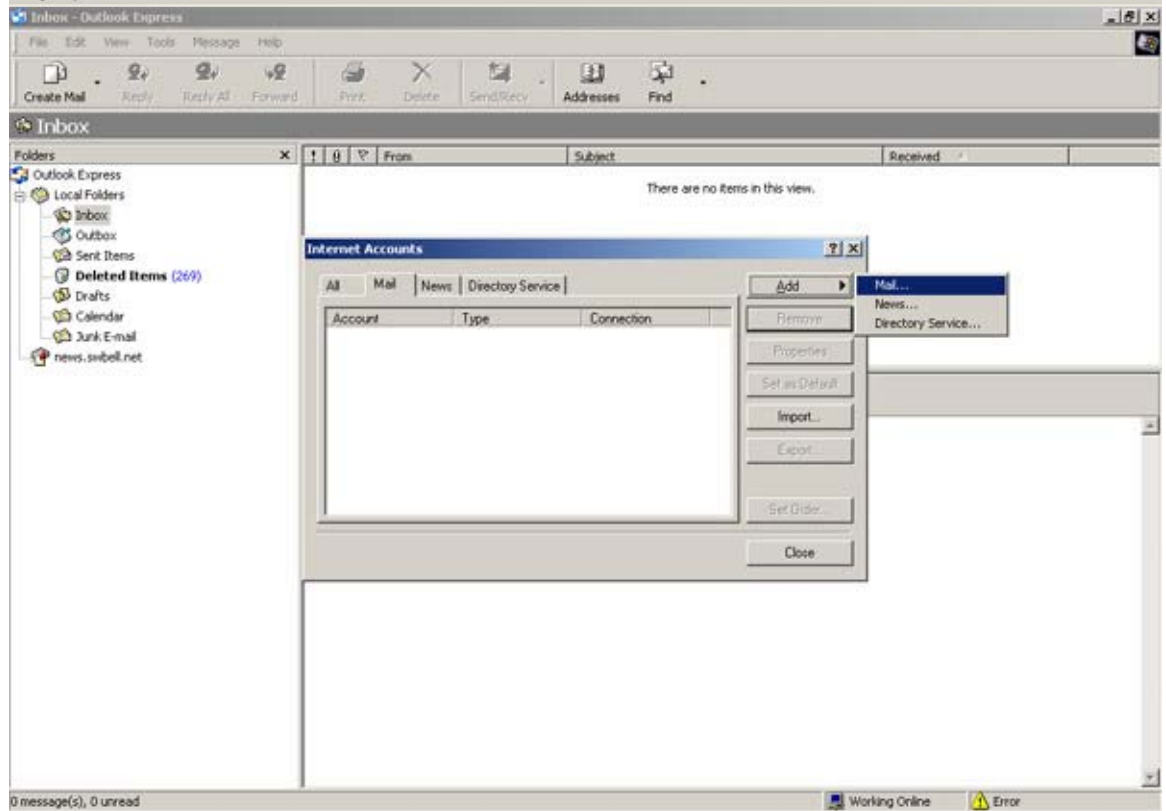 Inbox - Outlook Express
File Edit View Tools Message Help
Create Mail Reply Reply All Forward Print Delete Send/Recv Addresses Find
Inbox
Folders
! From Subject Received
Outlook Express
Local Folders
Inbox
Outbox
Sent Items
Deleted Items (269)
Drafts
Calendar
Junk E-mail
news.swbell.net
There are no items in this view.
Internet Accounts
All Mail News Directory Service
Account Type Connection
Add
Remove
Properties
Set as Default
Import...
Export...
Set Order...
Close
Mail...
News...
Directory Service...
0 message(s), 0 unread
Working Online
Error